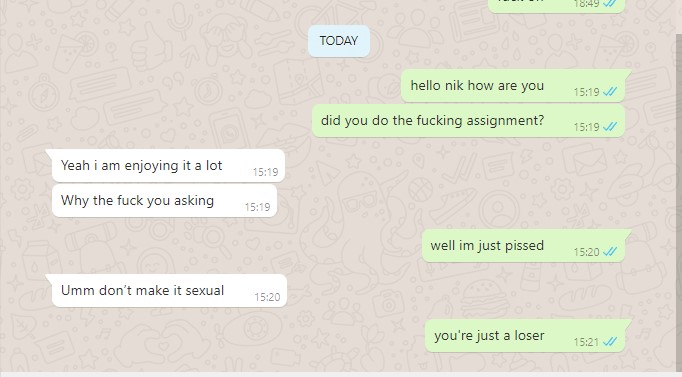 18:49
TODAY
hello nik how are you 15:19
did you do the fucking assignment? 15:19
Yeah i am enjoying it a lot 15:19
Why the fuck you asking 15:19
well im just pissed 15:20
Umm don't make it sexual 15:20
you're just a loser 15:21